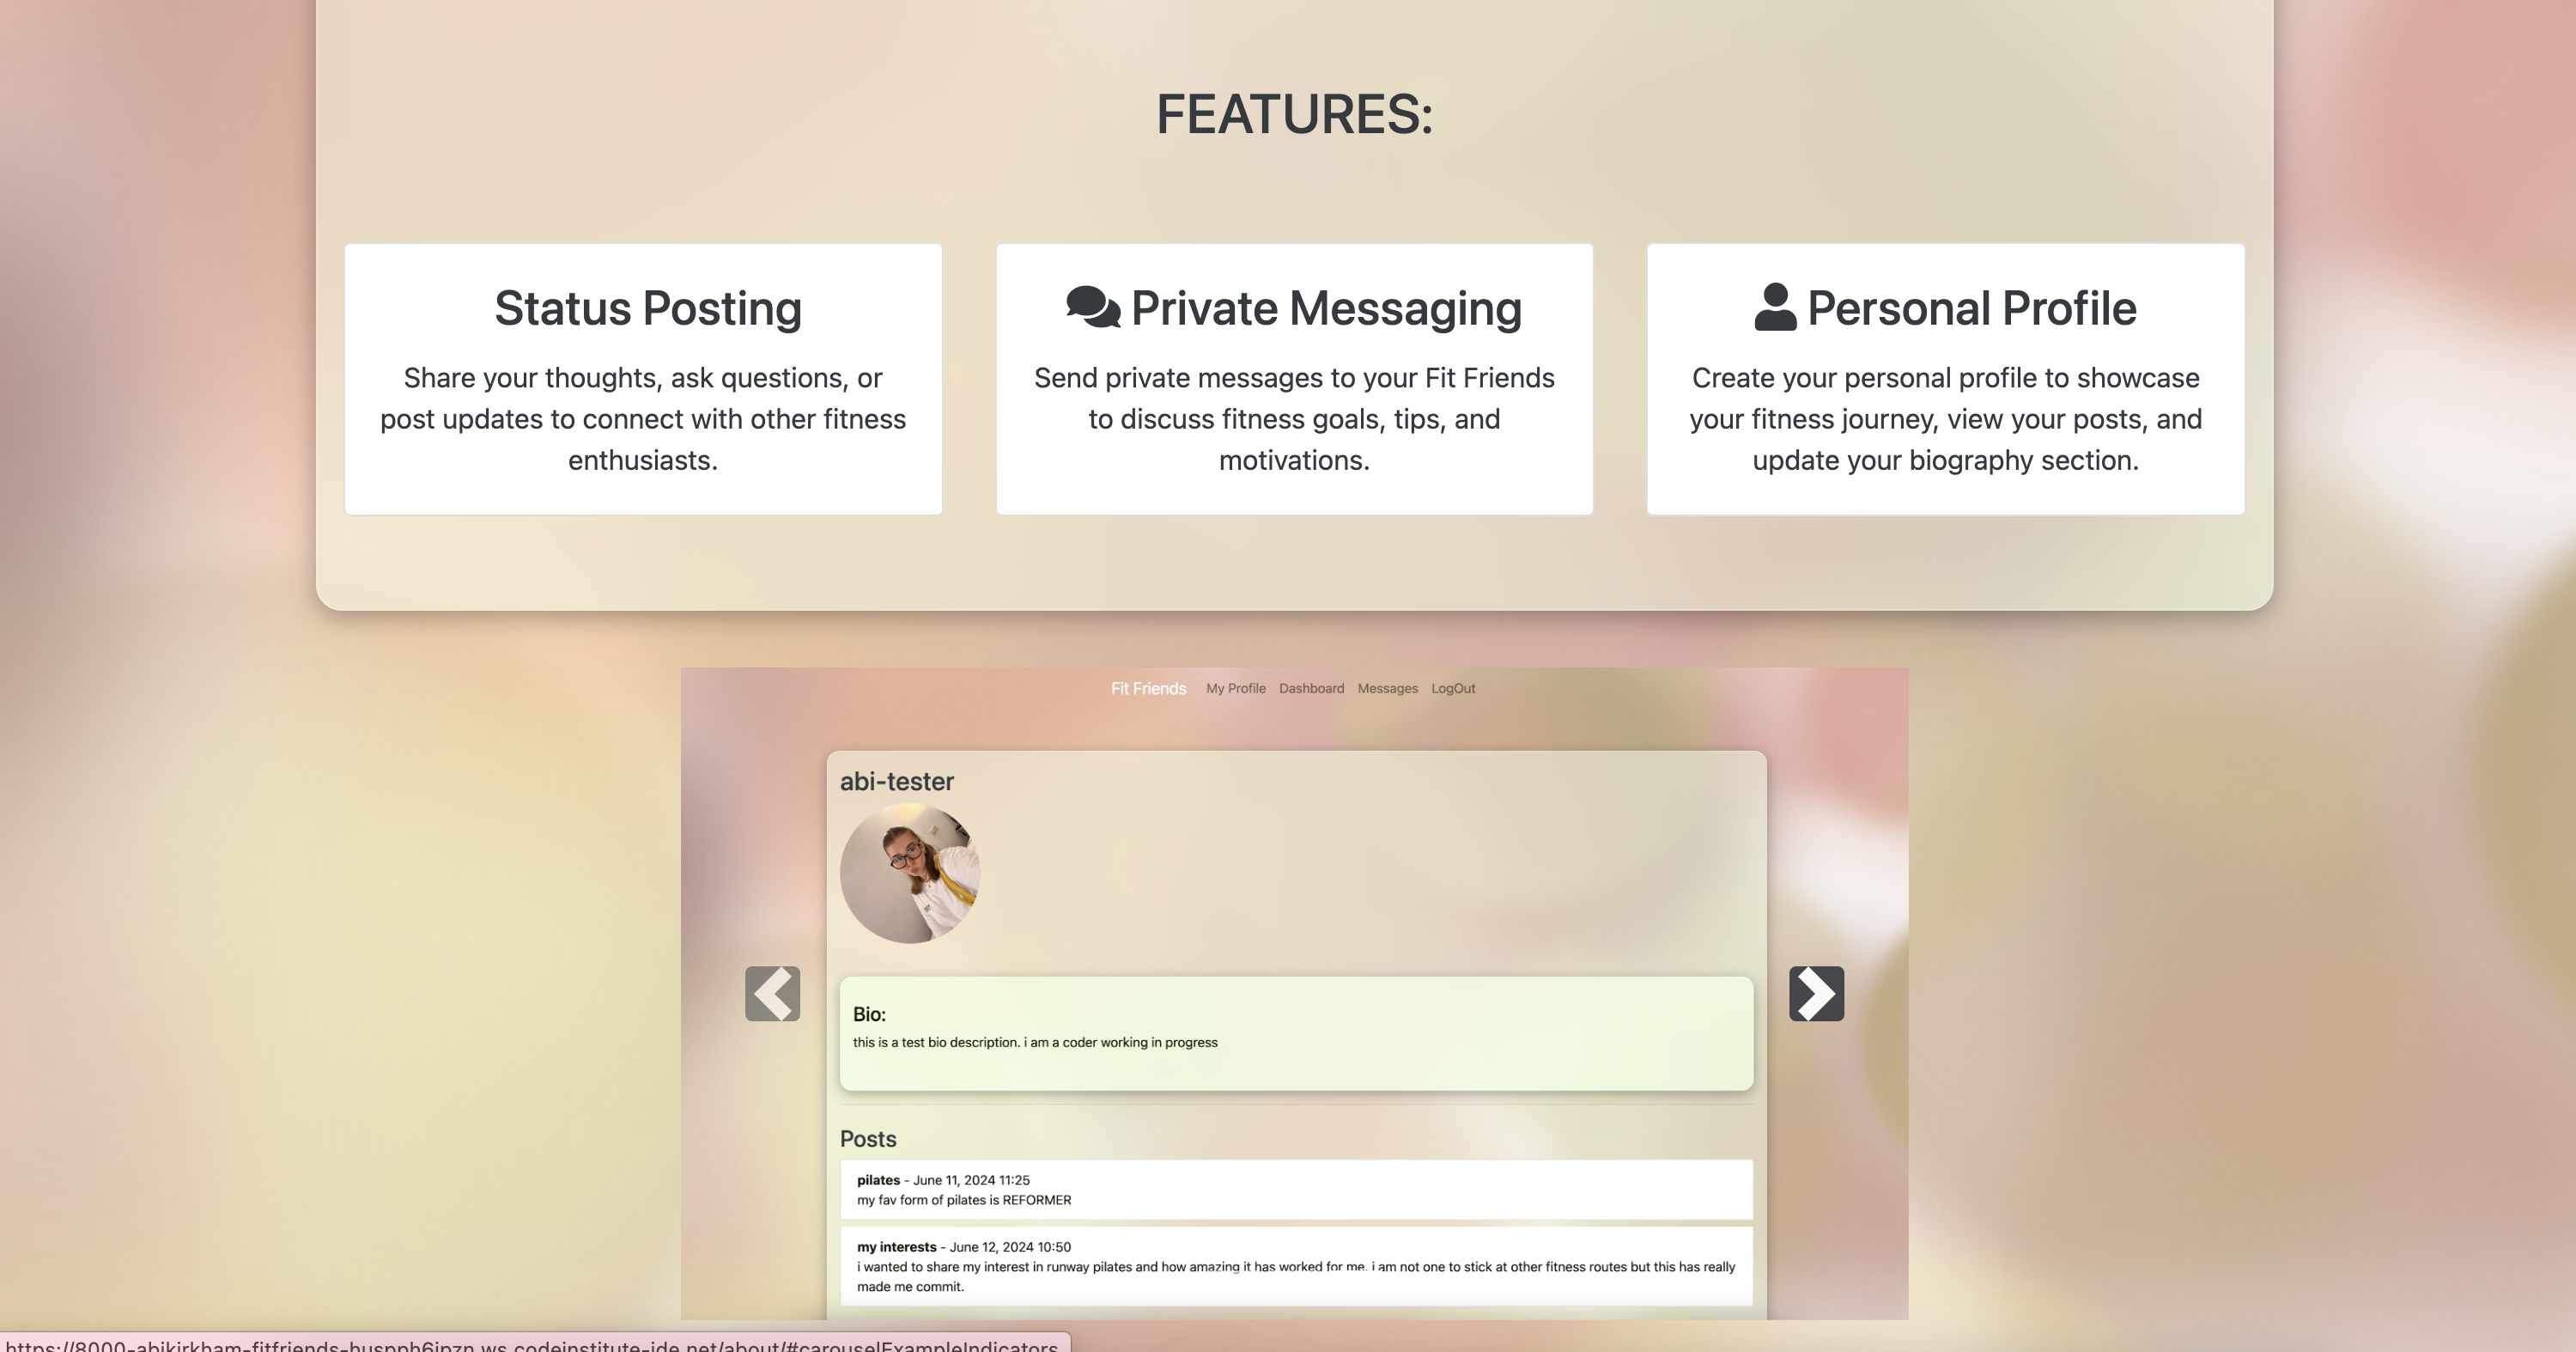 FEATURES:
Status Posting
Share your thoughts, ask questions, or
post updates to connect with other fitness
enthusiasts.
Private Messaging
Send private messages to your Fit Friends
to discuss fitness goals, tips, and
motivations.
Personal Profile
Create your personal profile to showcase
your fitness journey, view your posts, and
update your biography section.
Fit Friends My Profile Dashboard Messages LogOut
abi-tester
Bio:
this is a test bio description. i am a coder working in progress
Posts
pilates - June 11, 2024 11:25
my fav form of pilates is REFORMER
my interests - June 12, 2024 10:50
i wanted to share my interest in runway pilates and how amazing it has worked for me. i am not one to stick at other fitness routes but this has really
made me commit.
https://8000-abikirkham-fitfriends-huspph6jpzn.ws.codeinstitute-ide.net/about/#carouselExampleIndicators